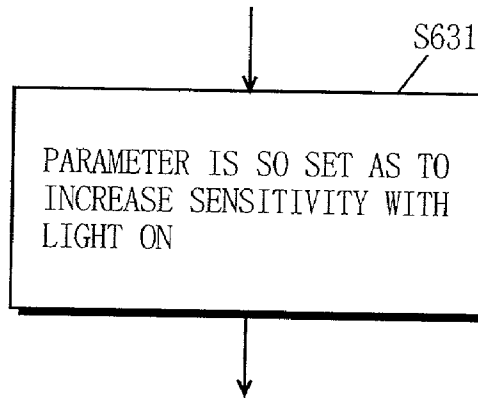 S631
PARAMETER IS SO SET AS TO
INCREASE SENSITIVITY WITH
LIGHT ON